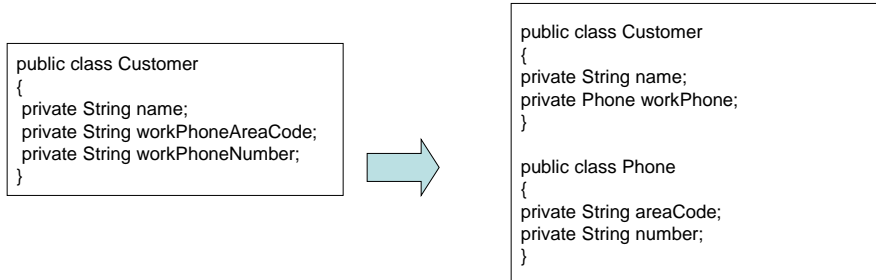 public class Customer
{
private String name;
private String workPhoneAreaCode;
private String workPhoneNumber;
}
public class Customer
{
private String name;
private Phone workPhone;
}
public class Phone
{
private String areaCode;
private String number;
}